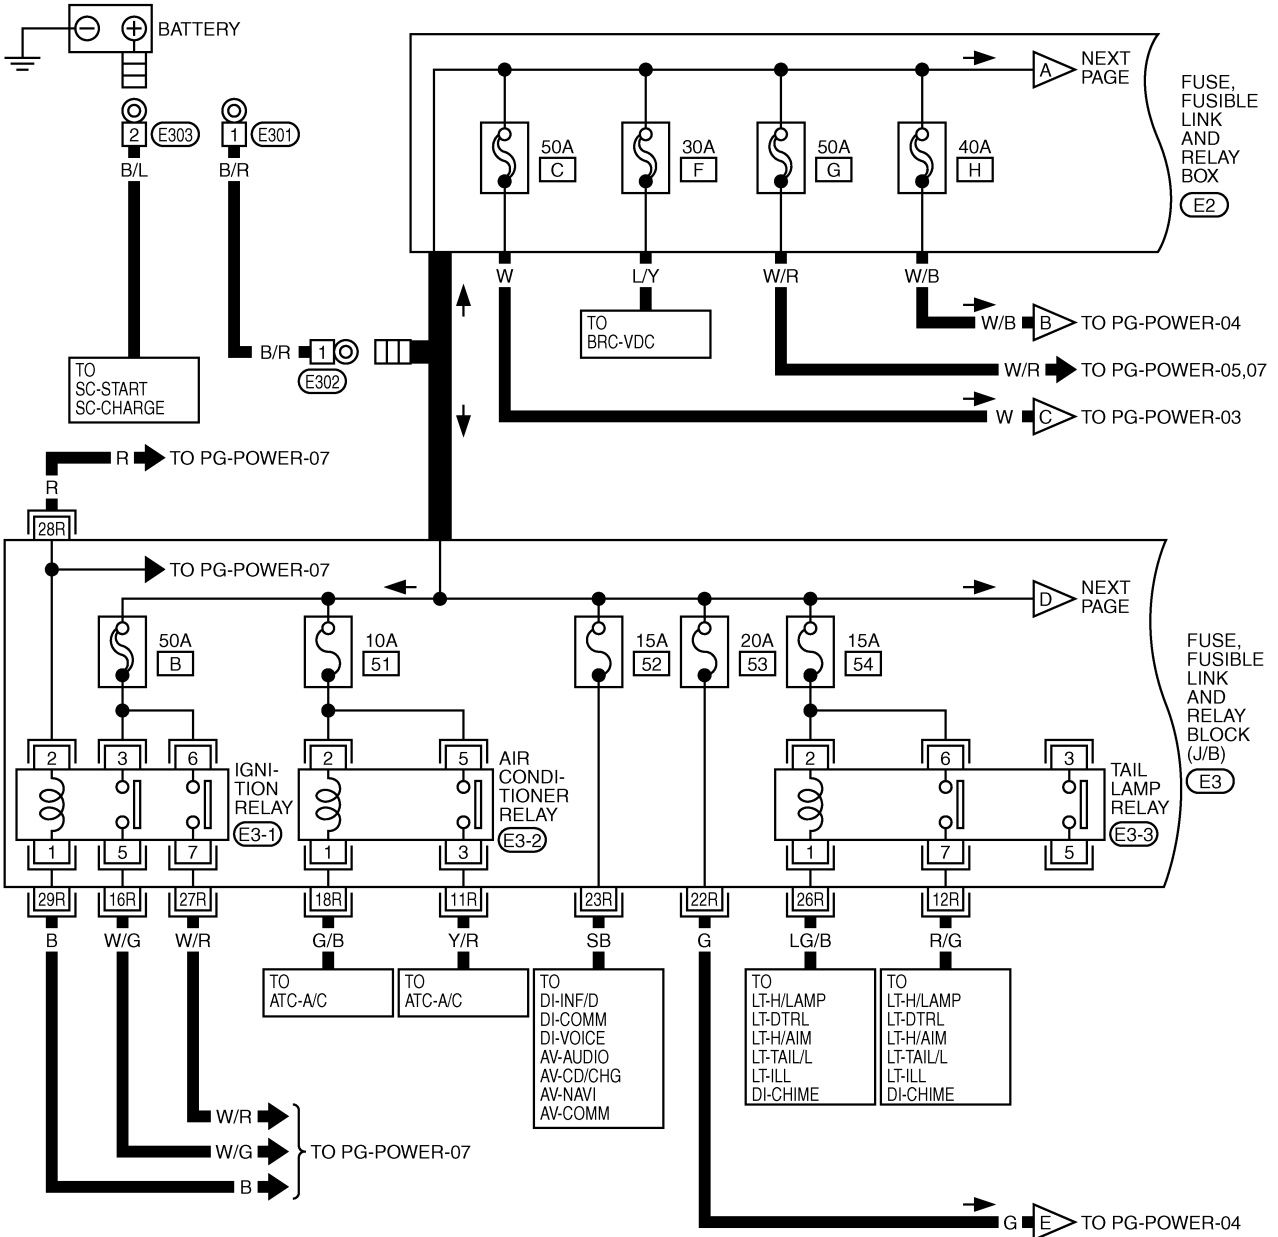 BATTERY
2
E303
1
E301
B/L
B/R
TO
SC-START
SC-CHARGE
B/R
1
E302
A
NEXT
PAGE
50A
C
30A
F
50A
G
40A
H
FUSE,
FUSIBLE
LINK
AND
RELAY
BOX
E2
W
L/Y
W/R
W/B
TO
BRC-VDC
W/B
B
TO PG-POWER-04
W/R
TO PG-POWER-05,07
W
C
TO PG-POWER-03
R
TO PG-POWER-07
R
28R
TO PG-POWER-07
D
NEXT
PAGE
50A
B
10A
51
15A
52
20A
53
15A
54
FUSE,
FUSIBLE
LINK
AND
RELAY
BLOCK
(J/B)
E3
2
3
6
IGNI-
TION
RELAY
E3-1
1
5
7
2
5
AIR
CONDI-
TIONER
RELAY
E3-2
1
3
2
6
3
TAIL
LAMP
RELAY
E3-3
1
7
5
29R
16R
27R
18R
11R
23R
22R
26R
12R
B
W/G
W/R
G/B
Y/R
SB
G
LG/B
R/G
TO
ATC-A/C
TO
ATC-A/C
TO
DI-INF/D
DI-COMM
DI-VOICE
AV-AUDIO
AV-CD/CHG
AV-NAVI
AV-COMM
TO
LT-H/LAMP
LT-DTRL
LT-H/AIM
LT-TAIL/L
LT-ILL
DI-CHIME
TO
LT-H/LAMP
LT-DTRL
LT-H/AIM
LT-TAIL/L
LT-ILL
DI-CHIME
W/R
W/G
B
TO PG-POWER-07
G
E
TO PG-POWER-04